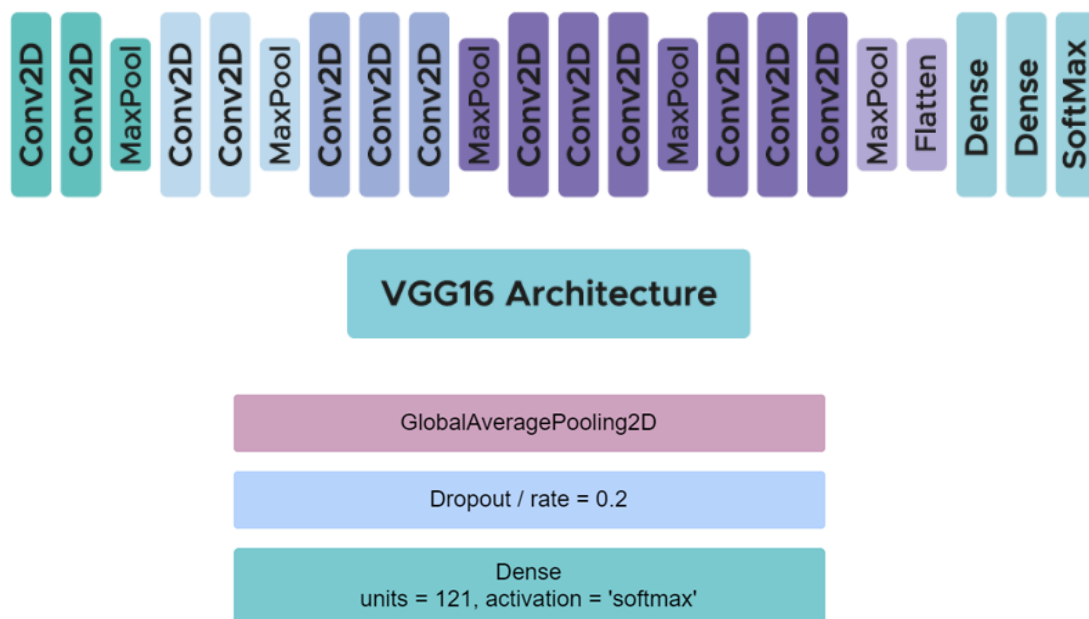 Conv2D
Conv2D
MaxPool
Conv2D
Conv2D
MaxPool
Conv2D
Conv2D
Conv2D
MaxPool
Conv2D
Conv2D
Conv2D
MaxPool
Conv2D
Conv2D
Conv2D
MaxPool
Flatten
Dense
Dense
SoftMax
VGG16 Architecture
GlobalAveragePooling2D
Dropout / rate = 0.2
Dense
units = 121, activation = 'softmax'